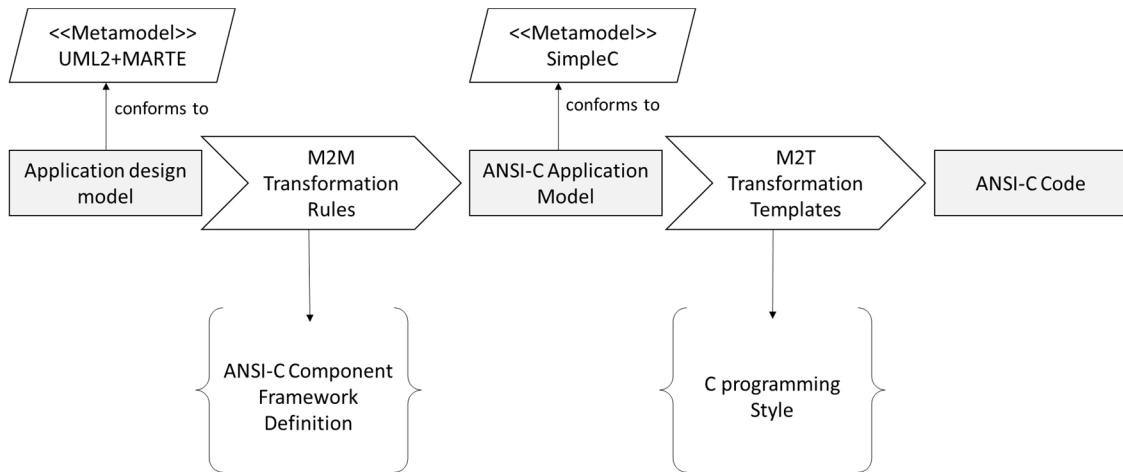 <<Metamodel>>
UML2+MARTE
<<Metamodel>>
SimpleC
conforms to
conforms to
Application design
model
M2M
Transformation
Rules
ANSI-C Application
Model
M2T
Transformation
Templates
ANSI-C Code
ANSI-C Component
Framework
Definition
C programming
Style